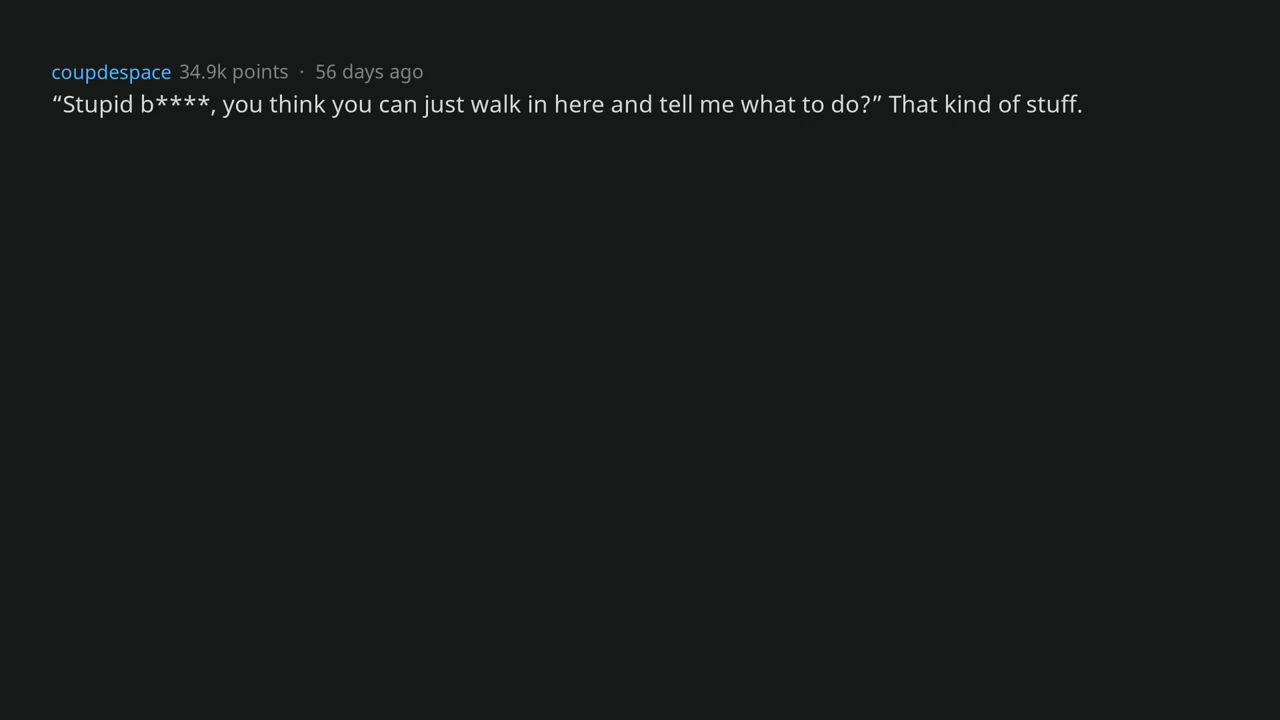 coupdespace 34.9k points · 56 days ago
“Stupid b****, you think you can just walk in here and tell me what to do?” That kind of stuff.